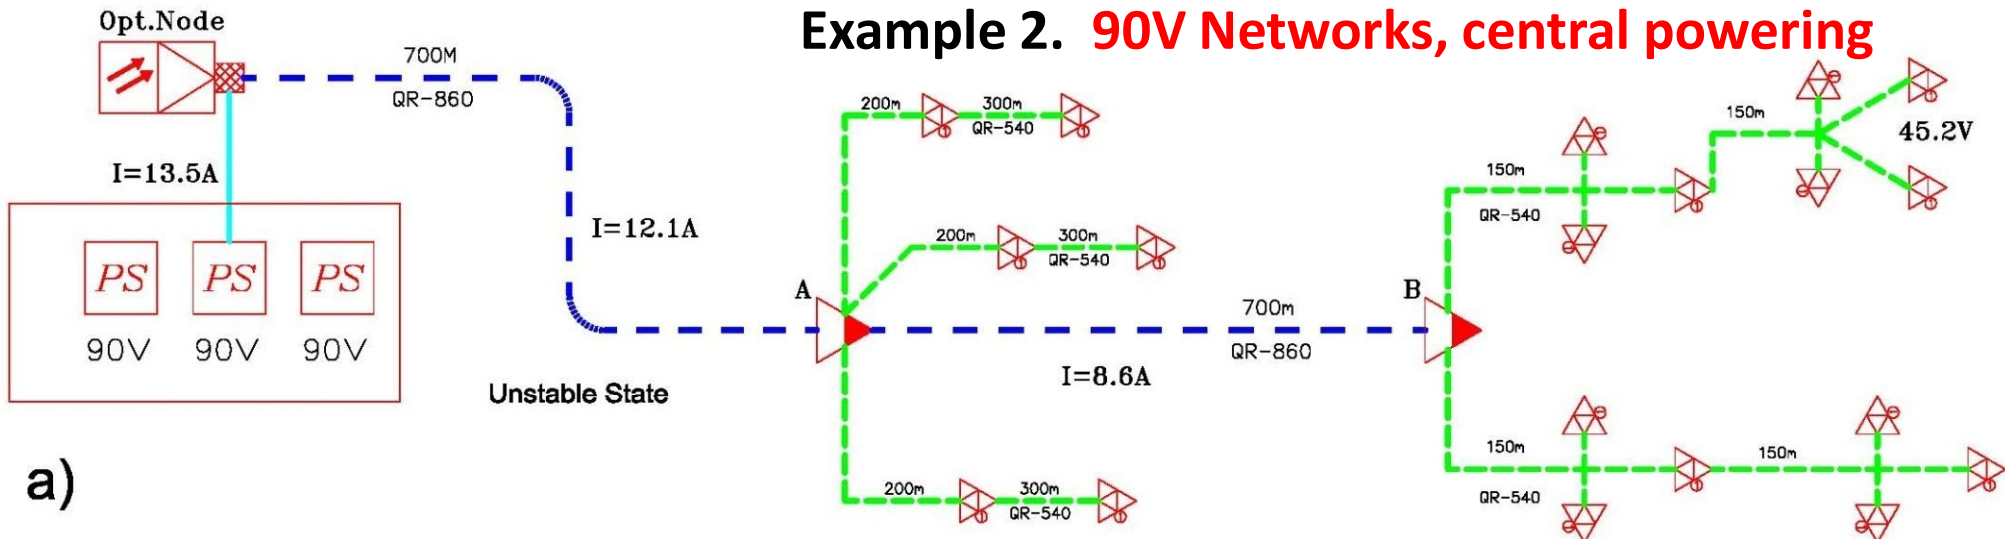 Example 2. 90V Networks, central powering
Opt.Node
700M
QR-860
I=13.5A
PS PS PS
90V 90V 90V
I=12.1A
Unstable State
a)
A
200m 300m
QR-540
200m 300m
QR-540
200m 300m
QR-540
700m
QR-860
I=8.6A
B
150m
QR-540
150m
45.2V
150m
QR-540
150m